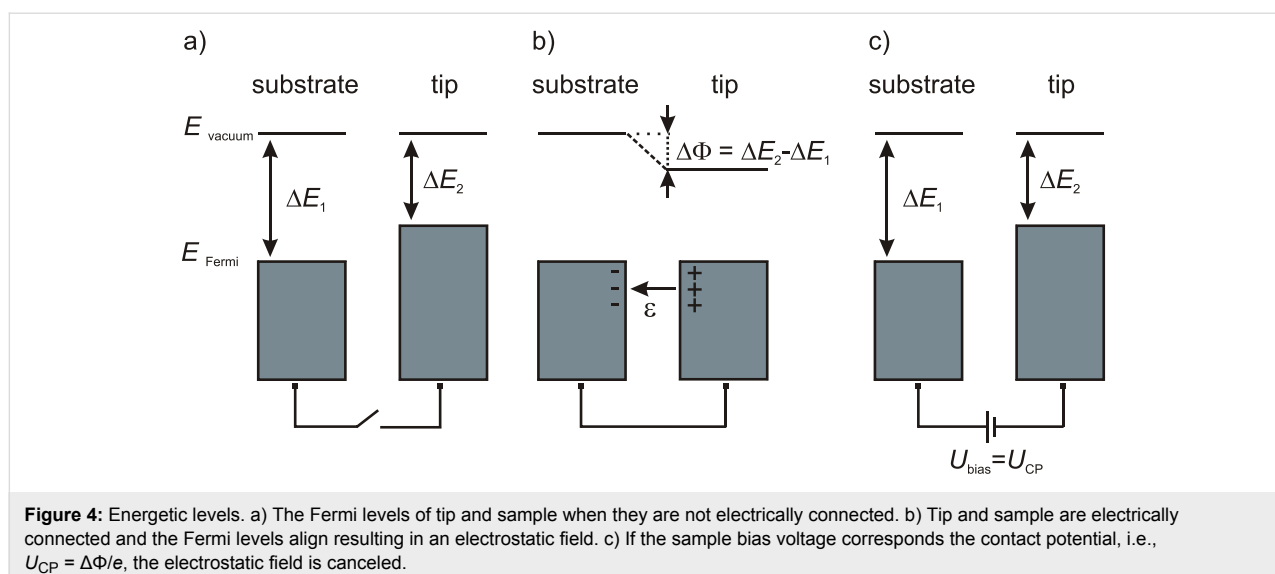 a)
substrate
tip
E vacuum
ΔE1
ΔE2
E Fermi
b)
substrate
tip
ΔΦ = ΔE2-ΔE1
- +
- +
- +
ε
c)
substrate
tip
ΔE1
ΔE2
Ubias=UCP
Figure 4: Energetic levels. a) The Fermi levels of tip and sample when they are not electrically connected. b) Tip and sample are electrically
connected and the Fermi levels align resulting in an electrostatic field. c) If the sample bias voltage corresponds the contact potential, i.e.,
UCP = ΔΦ/e, the electrostatic field is canceled.